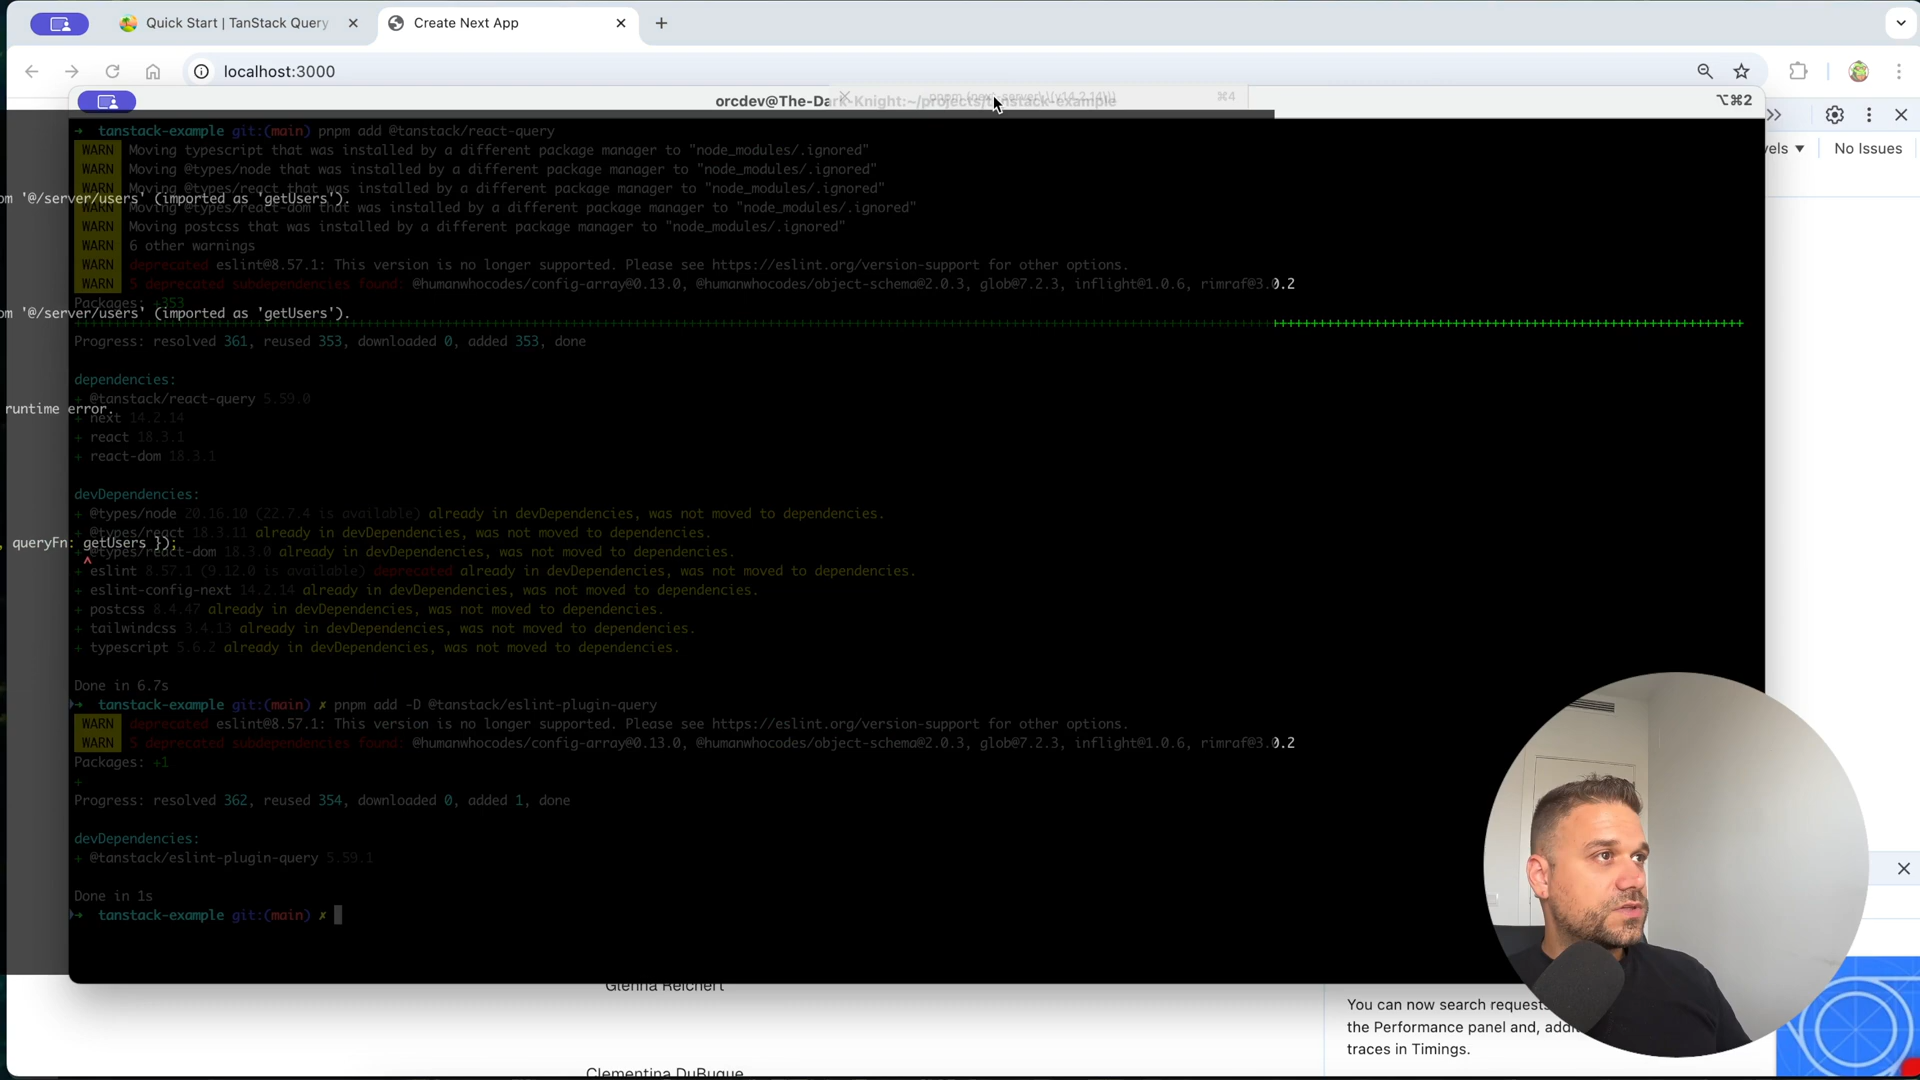 Quick Start | TanStack Query
Create Next App
localhost:3000
orcdev@The-Dark-Knight:~/projects/tanstack-example
⌘4
⌥⌘2
vels ▾
No Issues
→ tanstack-example git:(main) pnpm add @tanstack/react-query
WARN Moving typescript that was installed by a different package manager to "node_modules/.ignored"
WARN Moving @types/node that was installed by a different package manager to "node_modules/.ignored"
WARN Moving @types/react that was installed by a different package manager to "node_modules/.ignored"
om '@/server/users' (imported as 'getUsers').
WARN Moving @types/react-dom that was installed by a different package manager to "node_modules/.ignored"
WARN Moving postcss that was installed by a different package manager to "node_modules/.ignored"
WARN 6 other warnings
WARN deprecated eslint@8.57.1: This version is no longer supported. Please see https://eslint.org/version-support for other options.
WARN 5 deprecated subdependencies found: @humanwhocodes/config-array@0.13.0, @humanwhocodes/object-schema@2.0.3, glob@7.2.3, inflight@1.0.6, rimraf@3.0.2
Packages: +353
om '@/server/users' (imported as 'getUsers').
Progress: resolved 361, reused 353, downloaded 0, added 353, done
dependencies:
+ @tanstack/react-query 5.59.0
runtime error.
+ next 14.2.14
+ react 18.3.1
+ react-dom 18.3.1
devDependencies:
+ @types/node 20.16.10 (22.7.4 is available) already in devDependencies, was not moved to dependencies.
+ @types/react 18.3.11 already in devDependencies, was not moved to dependencies.
, queryFn: getUsers });
+ @types/react-dom 18.3.0 already in devDependencies, was not moved to dependencies.
^
+ eslint 8.57.1 (9.12.0 is available) deprecated already in devDependencies, was not moved to dependencies.
+ eslint-config-next 14.2.14 already in devDependencies, was not moved to dependencies.
+ postcss 8.4.47 already in devDependencies, was not moved to dependencies.
+ tailwindcss 3.4.13 already in devDependencies, was not moved to dependencies.
+ typescript 5.6.2 already in devDependencies, was not moved to dependencies.
Done in 6.7s
→ tanstack-example git:(main) ✗ pnpm add -D @tanstack/eslint-plugin-query
WARN deprecated eslint@8.57.1: This version is no longer supported. Please see https://eslint.org/version-support for other options.
WARN 5 deprecated subdependencies found: @humanwhocodes/config-array@0.13.0, @humanwhocodes/object-schema@2.0.3, glob@7.2.3, inflight@1.0.6, rimraf@3.0.2
Packages: +1
+
Progress: resolved 362, reused 354, downloaded 0, added 1, done
devDependencies:
+ @tanstack/eslint-plugin-query 5.59.1
Done in 1s
→ tanstack-example git:(main) ✗
Glenna Reichert
Clementina DuBuque
You can now search requests
the Performance panel and, addi
traces in Timings.